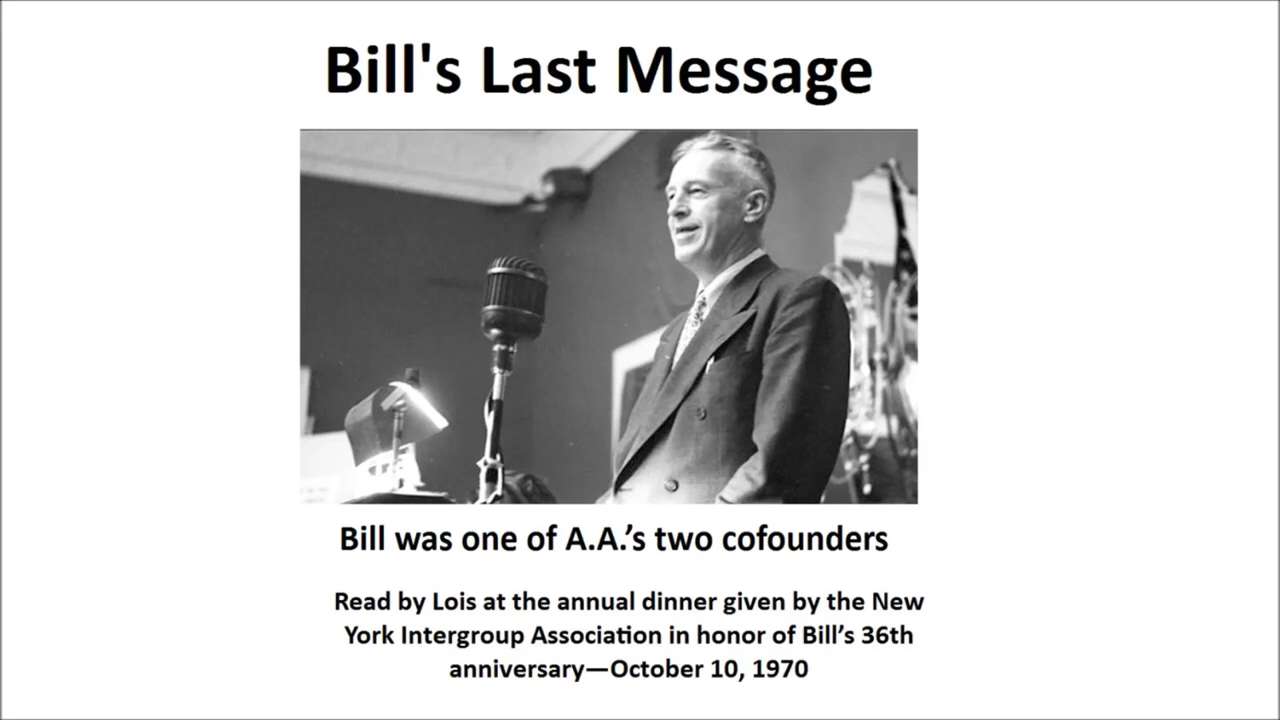 Bill's Last Message
Bill was one of A.A.’s two cofounders
Read by Lois at the annual dinner given by the New
York Intergroup Association in honor of Bill’s 36th
anniversary—October 10, 1970